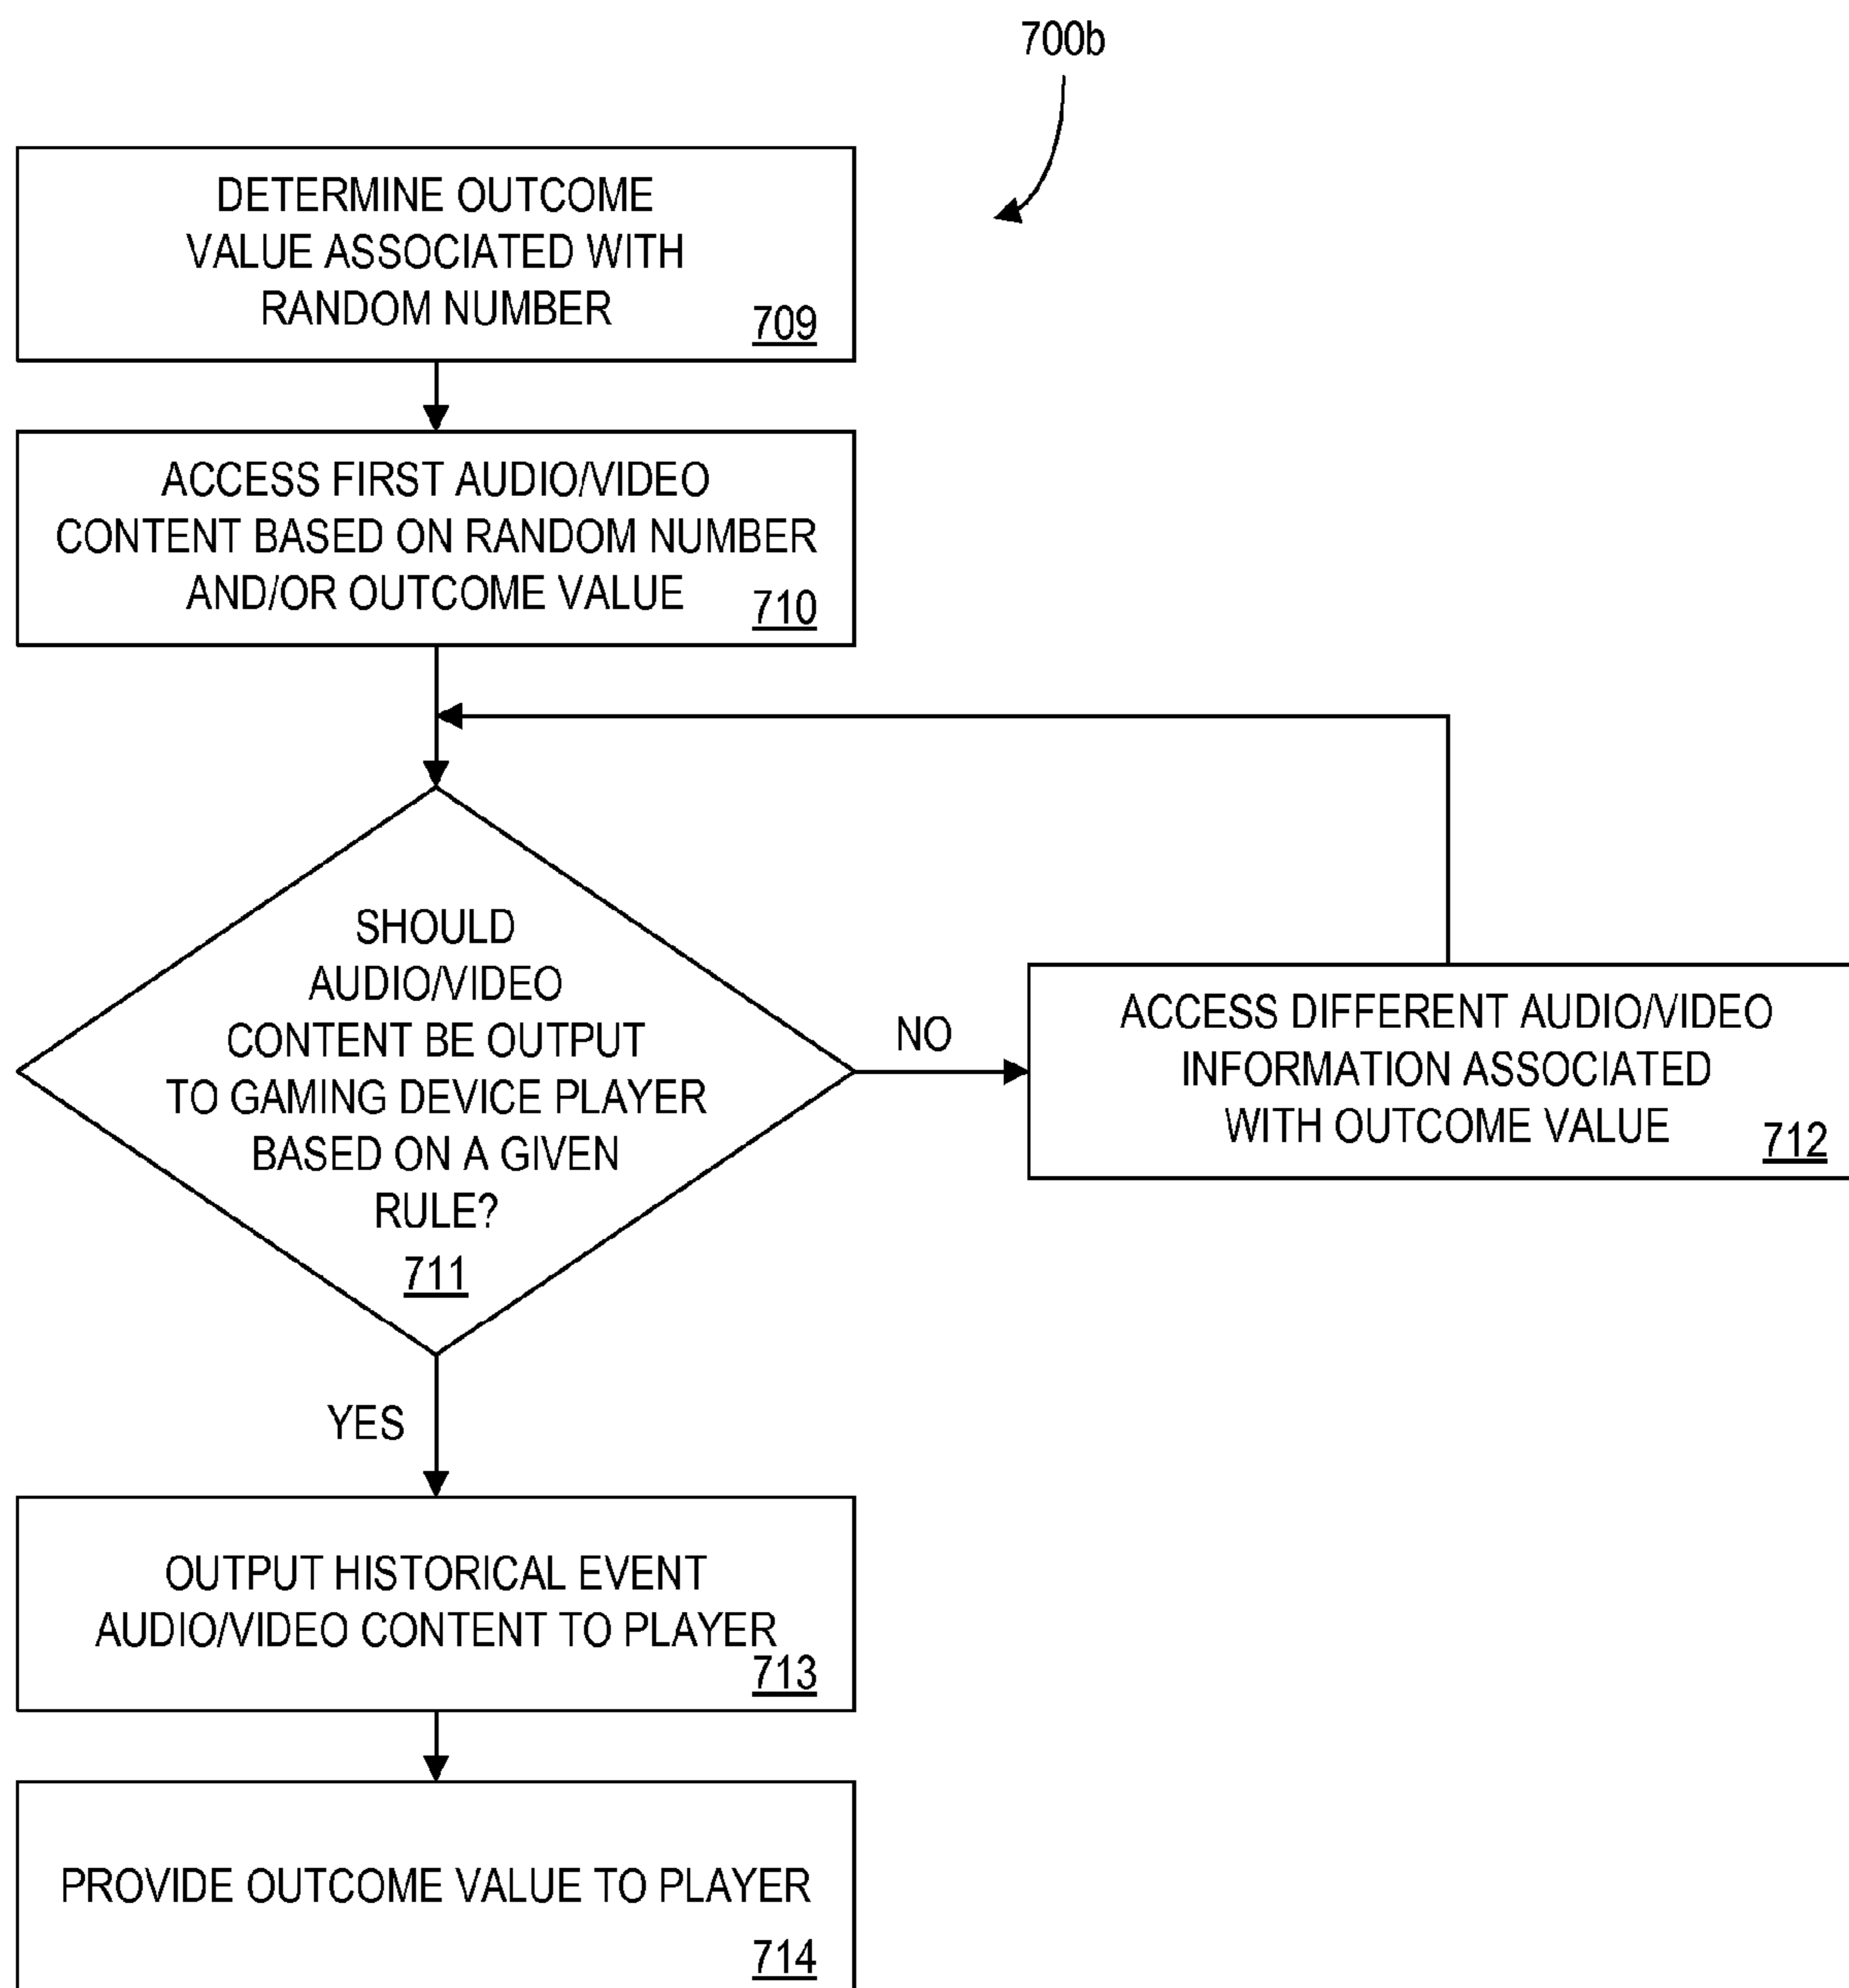 700b
DETERMINE OUTCOME
VALUE ASSOCIATED WITH
RANDOM NUMBER
709
ACCESS FIRST AUDIO/VIDEO
CONTENT BASED ON RANDOM NUMBER
AND/OR OUTCOME VALUE
710
SHOULD
AUDIO/VIDEO
CONTENT BE OUTPUT
TO GAMING DEVICE PLAYER
BASED ON A GIVEN
RULE?
711
NO
ACCESS DIFFERENT AUDIO/VIDEO
INFORMATION ASSOCIATED
WITH OUTCOME VALUE
712
YES
OUTPUT HISTORICAL EVENT
AUDIO/VIDEO CONTENT TO PLAYER
713
PROVIDE OUTCOME VALUE TO PLAYER
714